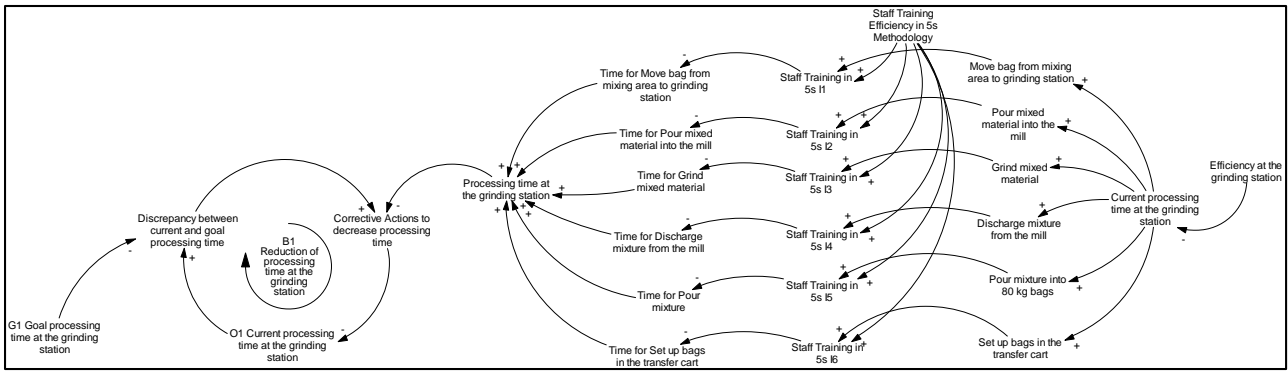 Staff Training
Efficiency in 5s
Methodology
Time for Move bag from
mixing area to grinding
station
-
Staff Training in
5s I1
+
+
Move bag from mixing
area to grinding station
+
Time for Pour mixed
material into the mill
-
Staff Training in
5s I2
+
+
Pour mixed
material into the
mill
+
Time for Grind
mixed material
-
Staff Training in
5s I3
+
+
Grind mixed
material
+
Time for Discharge
mixture from the mill
-
Staff Training in
5s I4
+
+
Discharge mixture
from the mill
+
Time for Pour
mixture
-
Staff Training in
5s I5
+
+
Pour mixture into
80 kg bags
+
Time for Set up bags
in the transfer cart
-
Staff Training in
5s I6
+
+
Set up bags in the
transfer cart
+
Efficiency at the
grinding station
Current processing
time at the grinding
station
-
Processing time at
the grinding station
+
+
+
+
+
+
Discrepancy between
current and goal
processing time
-
+
B1
Reduction of
processing
time at the
grinding
station
Corrective Actions to
decrease processing
time
+
-
G1 Goal processing
time at the grinding
station
O1 Current processing
time at the grinding
station
-